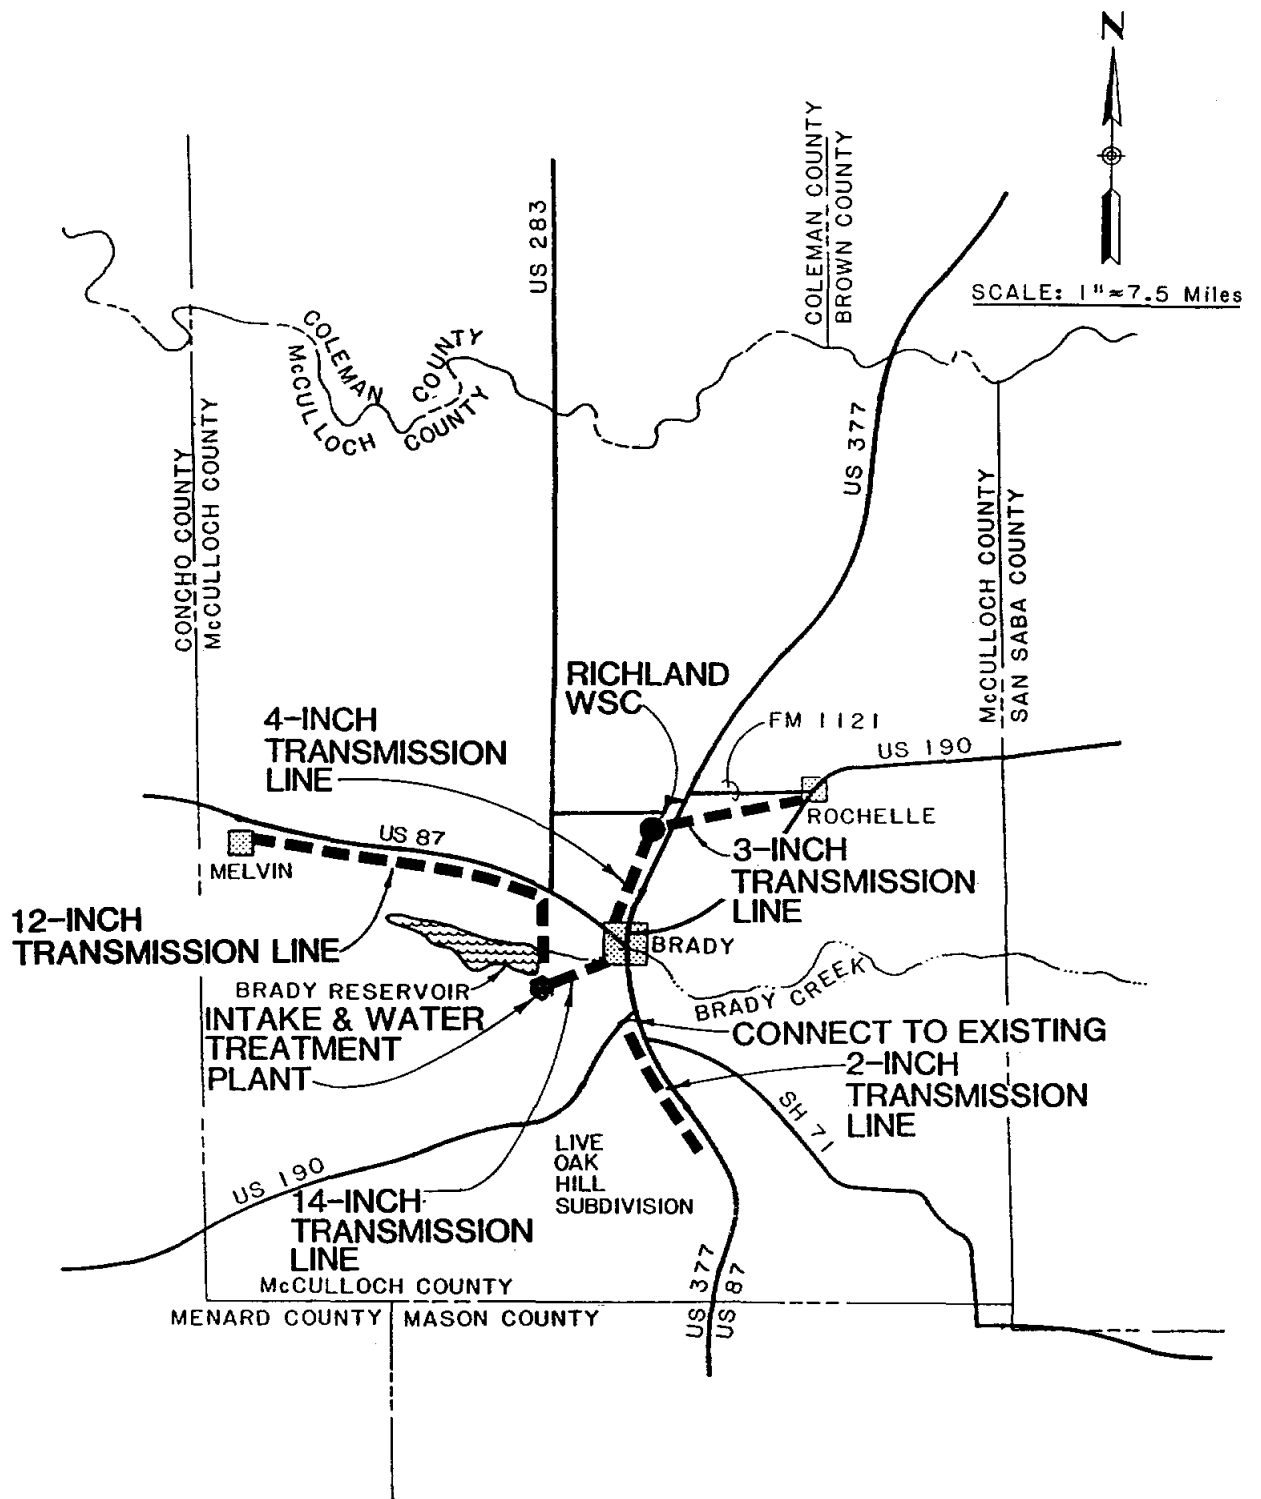 N
SCALE: 1"≈7.5 Miles
COLEMAN COUNTY
BROWN COUNTY
US 283
COLEMAN COUNTY
McCULLOCH COUNTY
US 377
CONCHO COUNTY
McCULLOCH COUNTY
McCULLOCH COUNTY
SAN SABA COUNTY
RICHLAND
WSC
4-INCH
TRANSMISSION
LINE
FM 1121
US 190
ROCHELLE
US 87
MELVIN
3-INCH
TRANSMISSION
LINE
12-INCH
TRANSMISSION LINE
BRADY
BRADY RESERVOIR
BRADY CREEK
INTAKE & WATER
TREATMENT
PLANT
CONNECT TO EXISTING
2-INCH
TRANSMISSION
LINE
SH 71
LIVE
OAK
HILL
SUBDIVISION
US 190
14-INCH
TRANSMISSION
LINE
US 377
US 87
McCULLOCH COUNTY
MENARD COUNTY
MASON COUNTY